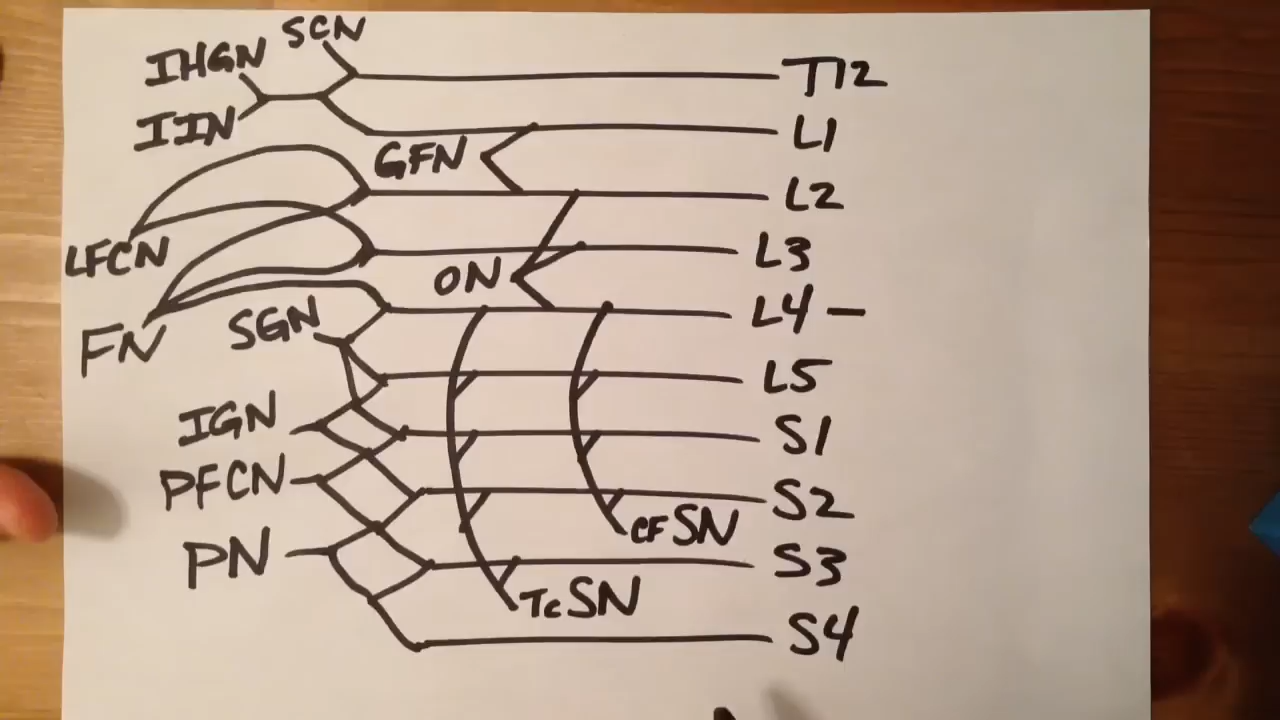 SCN
IHGN
T12
IIN
L1
GFN
L2
LFCN
L3
ON
L4 -
SGN
FN
L5
IGN
S1
PFCN
S2
CFSN
PN
S3
TCSN
S4